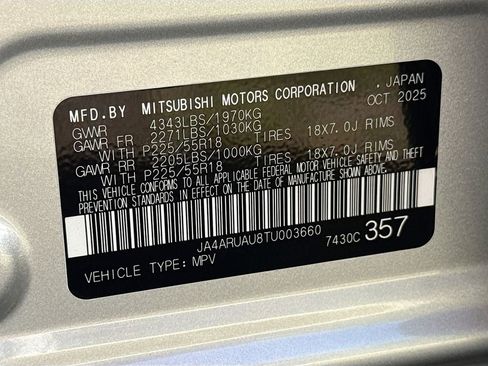 MFD.BY MITSUBISHI MOTORS CORPORATION . JAPAN
GVWR 4343LBS/1970KG OCT 2025
GAWR FR 2271LBS/1030KG
WITH P225/55R18 TIRES 18X7.0J RIMS
GAWR RR 2205LBS/1000KG
WITH P225/55R18 TIRES 18X7.0J RIMS
THIS VEHICLE CONFORMS TO ALL APPLICABLE FEDERAL MOTOR VEHICLE SAFETY AND THEFT
PREVENTION STANDARDS IN EFFECT ON THE DATE OF MANUFACTURE SHOWN ABOVE.
JA4ARUAU8TU003660
7430C 357
VEHICLE TYPE: MPV